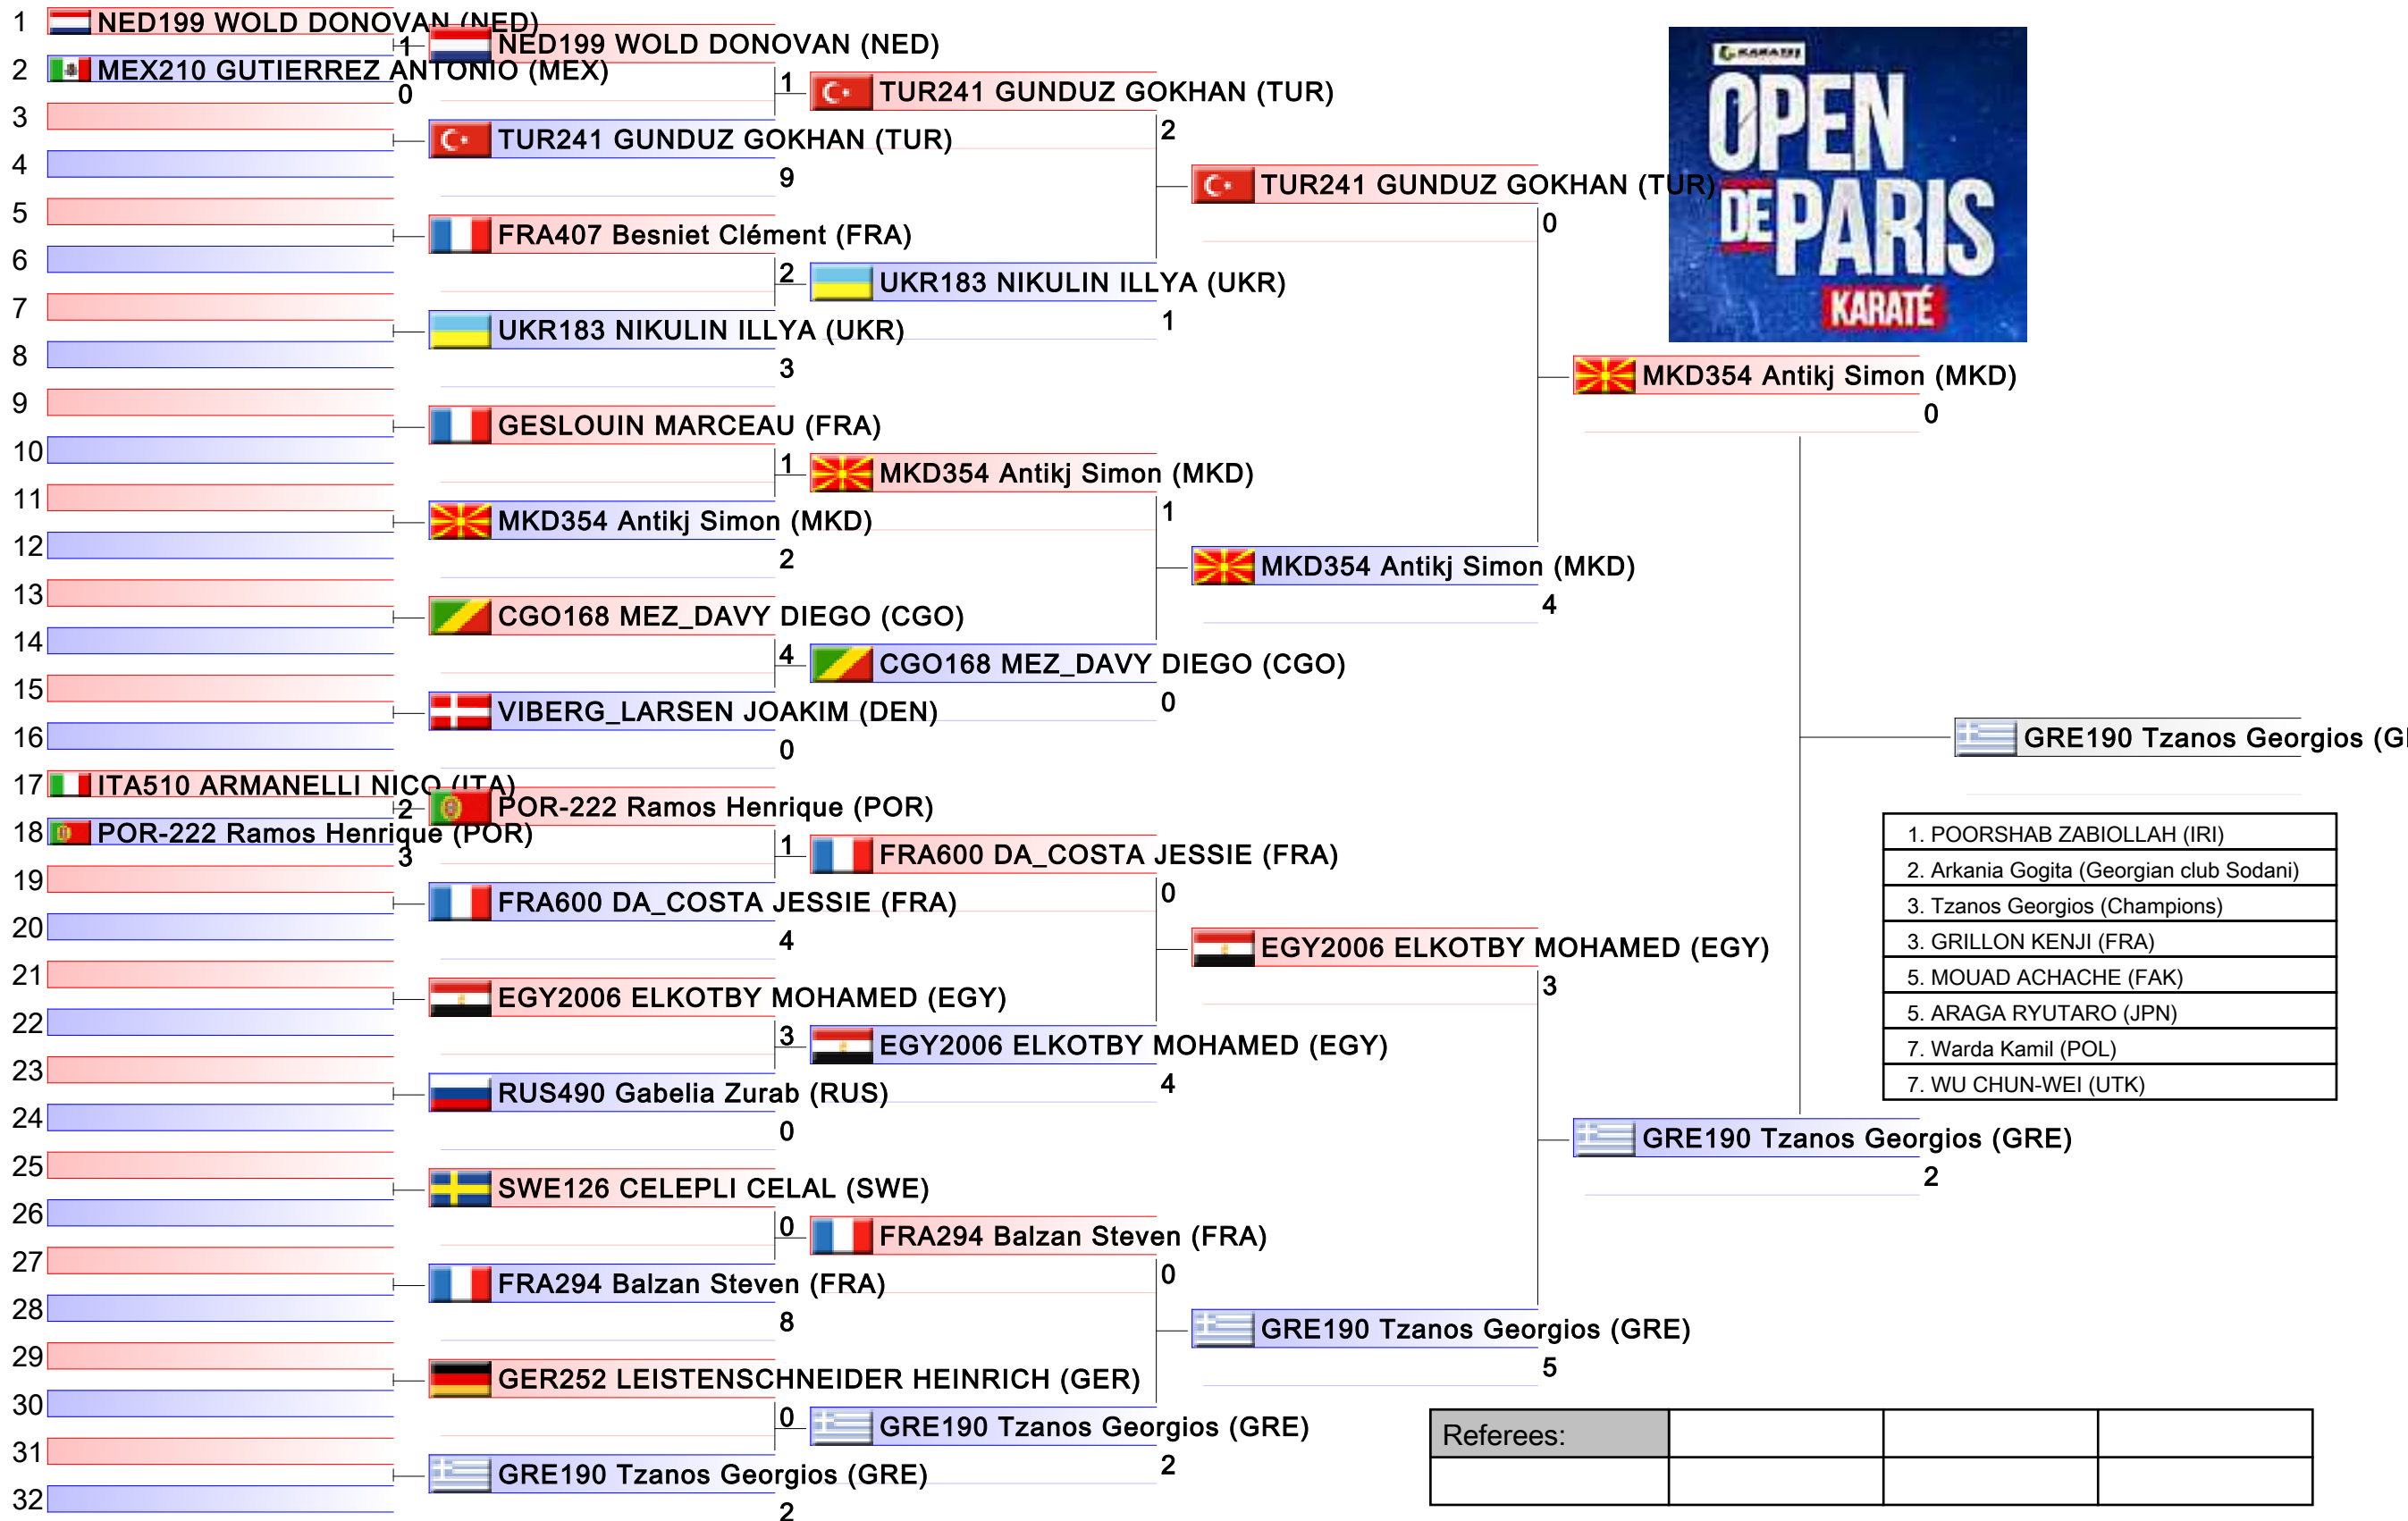 1 NED199 WOLD DONOVAN (NED)
1
2 MEX210 GUTIERREZ ANTONIO (MEX)
0
3
4
5
6
7
8
9
10
11
12
13
14
15
16
17 ITA510 ARMANELLI NICO (ITA)
2
18 POR-222 Ramos Henrique (POR)
3
19
20
21
22
23
24
25
26
27
28
29
30
31
32
NED199 WOLD DONOVAN (NED)
1
TUR241 GUNDUZ GOKHAN (TUR)
9
FRA407 Besniet Clément (FRA)
2
UKR183 NIKULIN ILLYA (UKR)
3
GESLOUIN MARCEAU (FRA)
1
MKD354 Antikj Simon (MKD)
2
CGO168 MEZ_DAVY DIEGO (CGO)
4
VIBERG_LARSEN JOAKIM (DEN)
0
POR-222 Ramos Henrique (POR)
1
FRA600 DA_COSTA JESSIE (FRA)
4
EGY2006 ELKOTBY MOHAMED (EGY)
3
RUS490 Gabelia Zurab (RUS)
0
SWE126 CELEPLI CELAL (SWE)
0
FRA294 Balzan Steven (FRA)
8
GER252 LEISTENSCHNEIDER HEINRICH (GER)
0
GRE190 Tzanos Georgios (GRE)
2
TUR241 GUNDUZ GOKHAN (TUR)
2
UKR183 NIKULIN ILLYA (UKR)
1
MKD354 Antikj Simon (MKD)
1
CGO168 MEZ_DAVY DIEGO (CGO)
0
FRA600 DA_COSTA JESSIE (FRA)
0
EGY2006 ELKOTBY MOHAMED (EGY)
4
FRA294 Balzan Steven (FRA)
0
GRE190 Tzanos Georgios (GRE)
2
TUR241 GUNDUZ GOKHAN (TUR)
0
MKD354 Antikj Simon (MKD)
4
EGY2006 ELKOTBY MOHAMED (EGY)
3
GRE190 Tzanos Georgios (GRE)
5
OPEN
DE PARIS
KARATÉ
MKD354 Antikj Simon (MKD)
0
GRE190 Tzanos Georgios (GRE)
2
GRE190 Tzanos Georgios (G
1. POORSHAB ZABIOLLAH (IRI)
2. Arkania Gogita (Georgian club Sodani)
3. Tzanos Georgios (Champions)
3. GRILLON KENJI (FRA)
5. MOUAD ACHACHE (FAK)
5. ARAGA RYUTARO (JPN)
7. Warda Kamil (POL)
7. WU CHUN-WEI (UTK)
Referees: